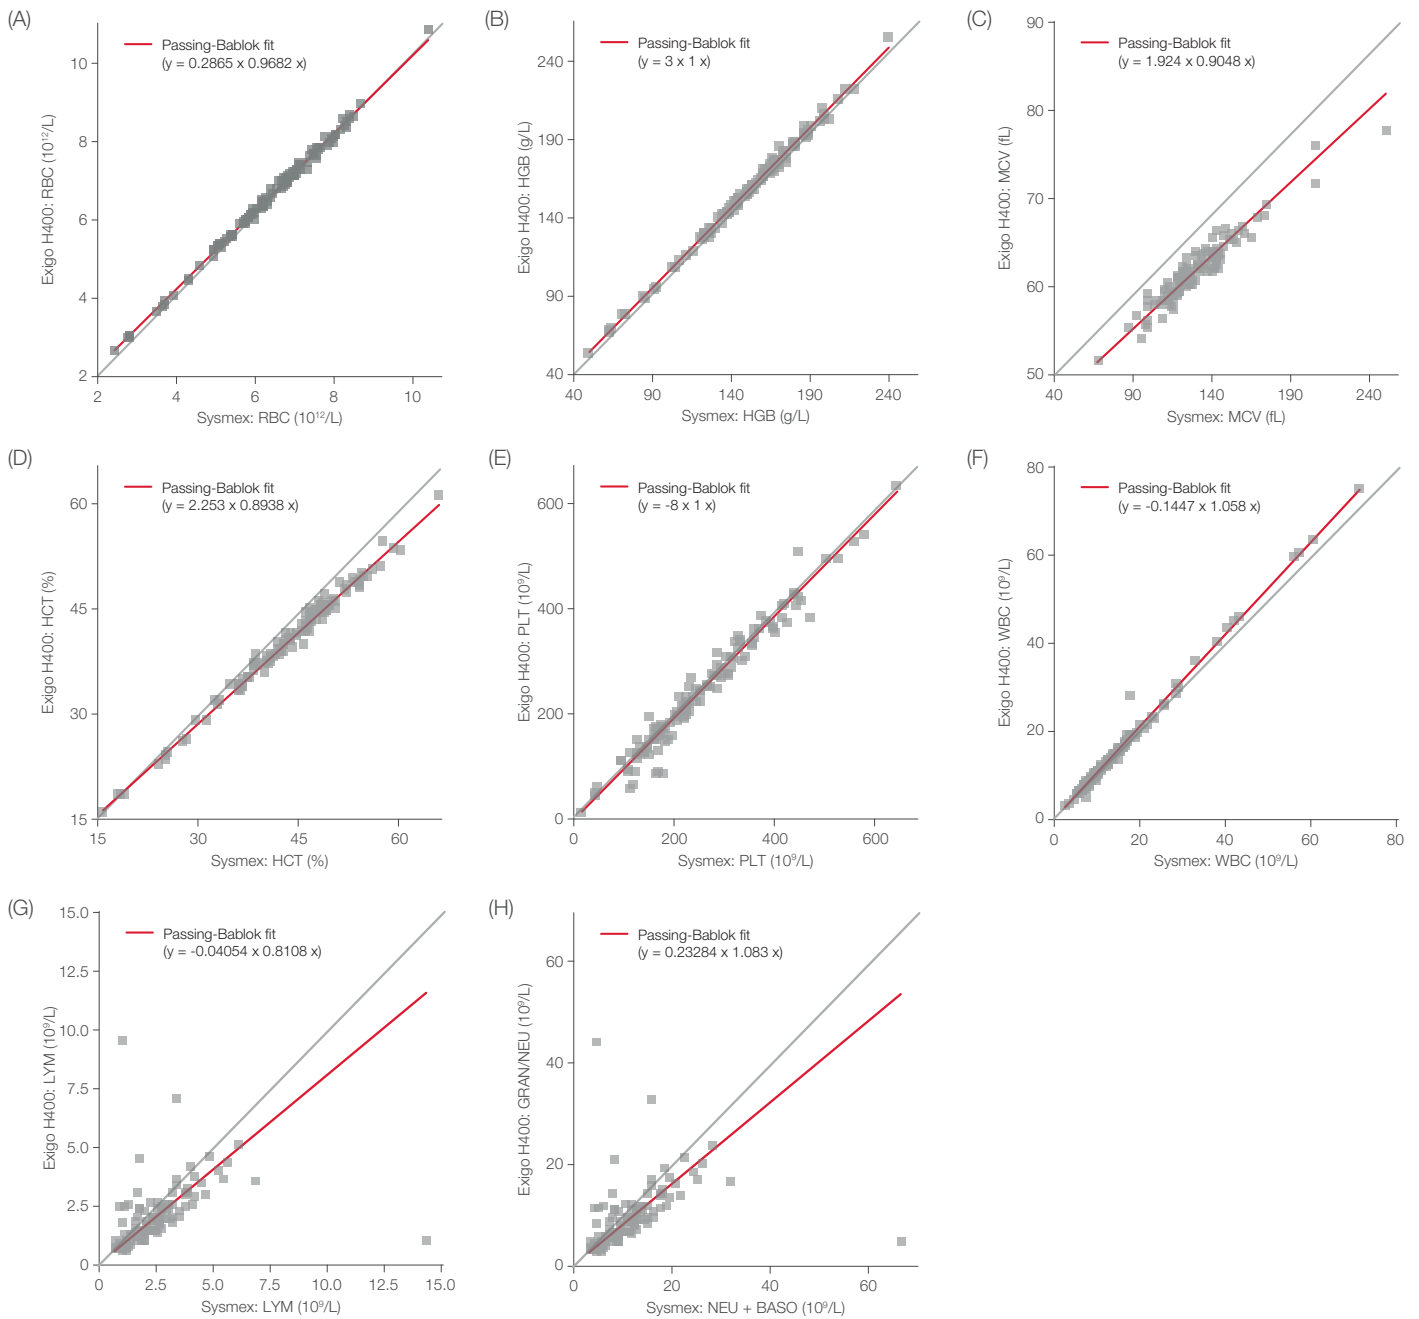 (A)
Passing-Bablok fit
(y = 0.2865 x 0.9682 x)
Exigo H400: RBC (10¹²/L)
10
8
6
4
2
2 4 6 8 10
Sysmex: RBC (10¹²/L)
(B)
Passing-Bablok fit
(y = 3 x 1 x)
Exigo H400: HGB (g/L)
240
190
140
90
40
40 90 140 190 240
Sysmex: HGB (g/L)
(C)
Passing-Bablok fit
(y = 1.924 x 0.9048 x)
Exigo H400: MCV (fL)
90
80
70
60
50
40 90 140 190 240
Sysmex: MCV (fL)
(D)
Passing-Bablok fit
(y = 2.253 x 0.8938 x)
Exigo H400: HCT (%)
60
45
30
15
15 30 45 60
Sysmex: HCT (%)
(E)
Passing-Bablok fit
(y = -8 x 1 x)
Exigo H400: PLT (10⁹/L)
600
400
200
0
0 200 400 600
Sysmex: PLT (10⁹/L)
(F)
Passing-Bablok fit
(y = -0.1447 x 1.058 x)
Exigo H400: WBC (10⁹/L)
80
60
40
20
0
0 20 40 60 80
Sysmex: WBC (10⁹/L)
(G)
Passing-Bablok fit
(y = -0.04054 x 0.8108 x)
Exigo H400: LYM (10⁹/L)
15.0
10.0
7.5
5.0
2.5
0
0 2.5 5.0 7.5 10.0 15.0
Sysmex: LYM (10⁹/L)
(H)
Passing-Bablok fit
(y = 0.23284 x 1.083 x)
Exigo H400: GRAN/NEU (10⁹/L)
60
40
20
0
0 20 40 60
Sysmex: NEU + BASO (10⁹/L)